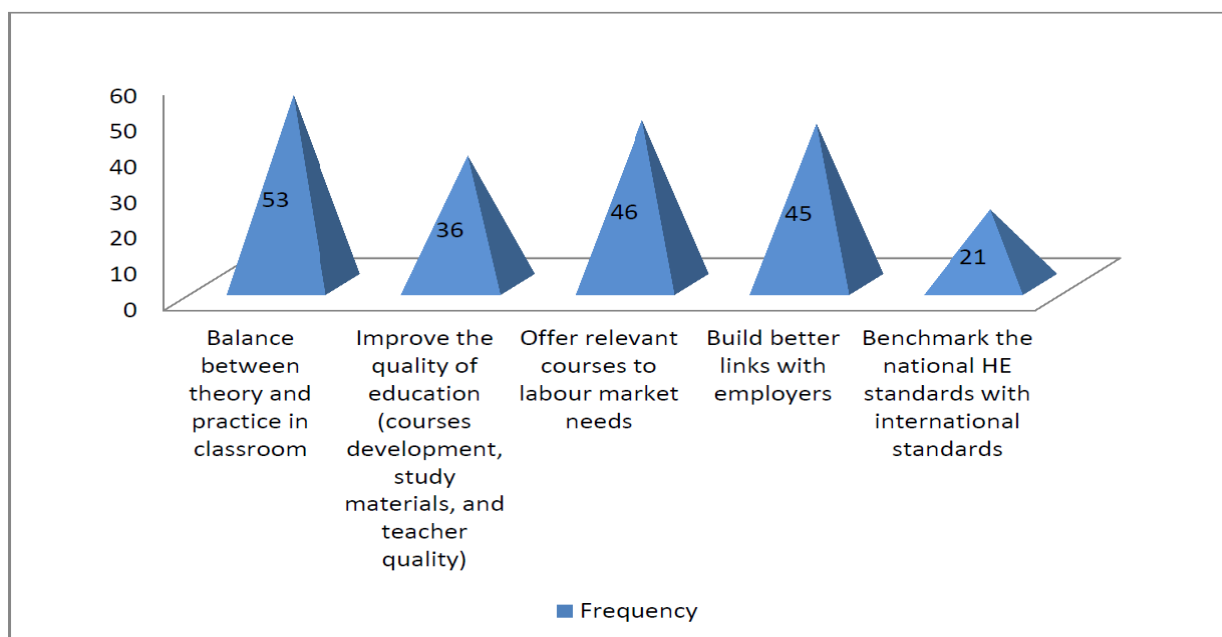 60
50
40
30
20
10
0
53
36
46
45
21
Balance
between
theory and
practice in
classroom
Improve the
quality of
education
(courses
development,
study
materials, and
teacher
quality)
Offer relevant
courses to
labour market
needs
Build better
links with
employers
Benchmark the
national HE
standards with
international
standards
Frequency